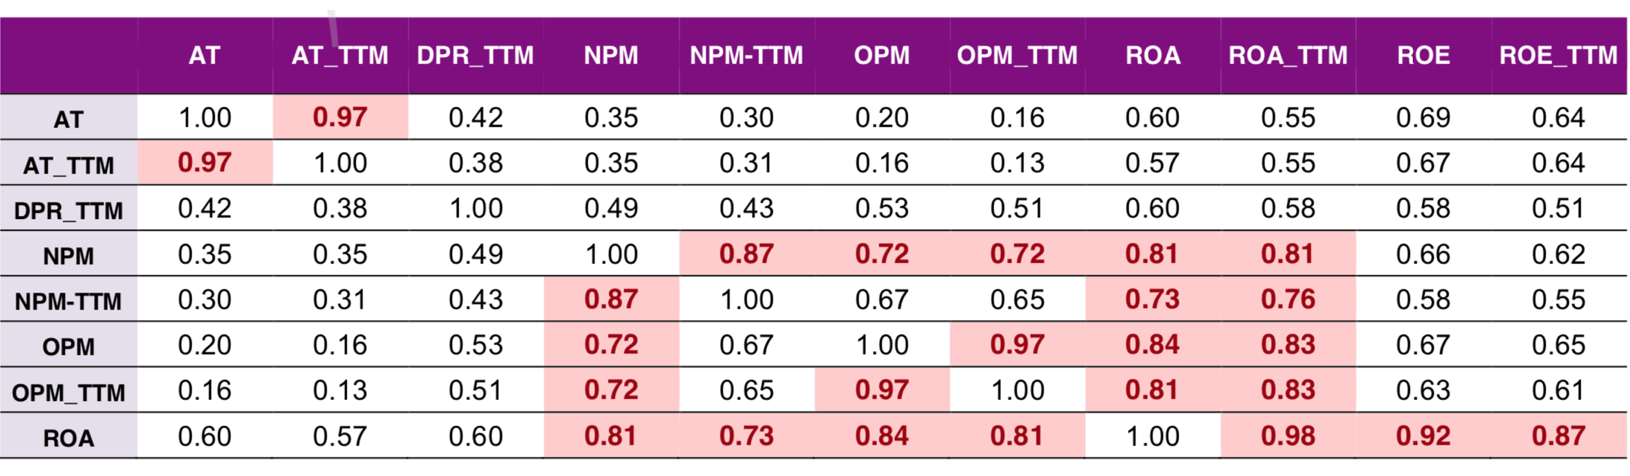 AT AT_TTM DPR_TTM NPM NPM-TTM OPM OPM_TTM ROA ROA_TTM ROE ROE_TTM
AT 1.00 0.97 0.42 0.35 0.30 0.20 0.16 0.60 0.55 0.69 0.64
AT_TTM 0.97 1.00 0.38 0.35 0.31 0.16 0.13 0.57 0.55 0.67 0.64
DPR_TTM 0.42 0.38 1.00 0.49 0.43 0.53 0.51 0.60 0.58 0.58 0.51
NPM 0.35 0.35 0.49 1.00 0.87 0.72 0.72 0.81 0.81 0.66 0.62
NPM-TTM 0.30 0.31 0.43 0.87 1.00 0.67 0.65 0.73 0.76 0.58 0.55
OPM 0.20 0.16 0.53 0.72 0.67 1.00 0.97 0.84 0.83 0.67 0.65
OPM_TTM 0.16 0.13 0.51 0.72 0.65 0.97 1.00 0.81 0.83 0.63 0.61
ROA 0.60 0.57 0.60 0.81 0.73 0.84 0.81 1.00 0.98 0.92 0.87